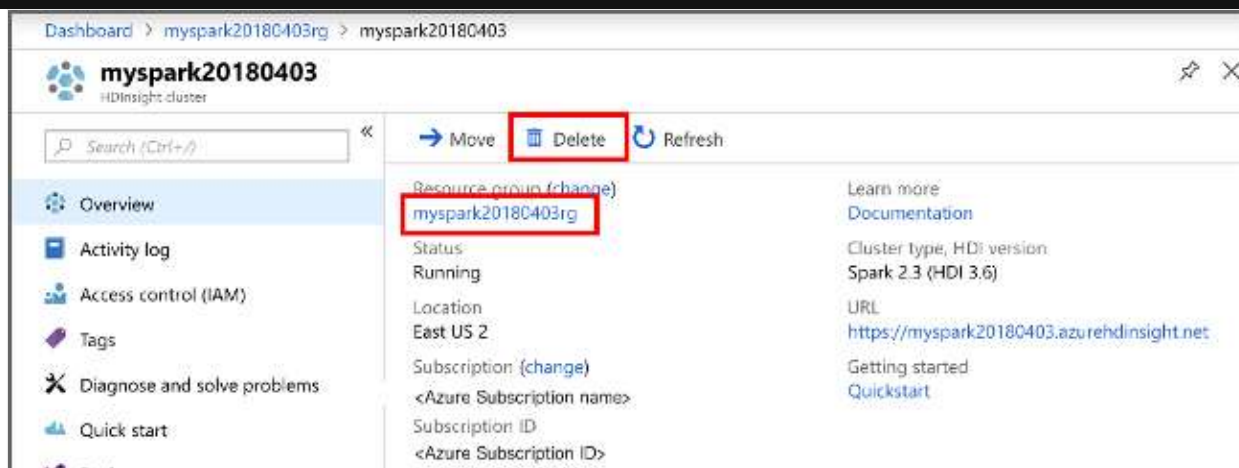 Dashboard > myspark20180403rg > myspark20180403
myspark20180403
HDInsight cluster
Search (Ctrl+/)
«
Move
Delete
Refresh
Overview
Activity log
Access control (IAM)
Tags
Diagnose and solve problems
Quick start
Resource group (change)
myspark20180403rg
Status
Running
Location
East US 2
Subscription (change)
<Azure Subscription name>
Subscription ID
<Azure Subscription ID>
Learn more
Documentation
Cluster type, HDI version
Spark 2.3 (HDI 3.6)
URL
https://myspark20180403.azurehdinsight.net
Getting started
Quickstart